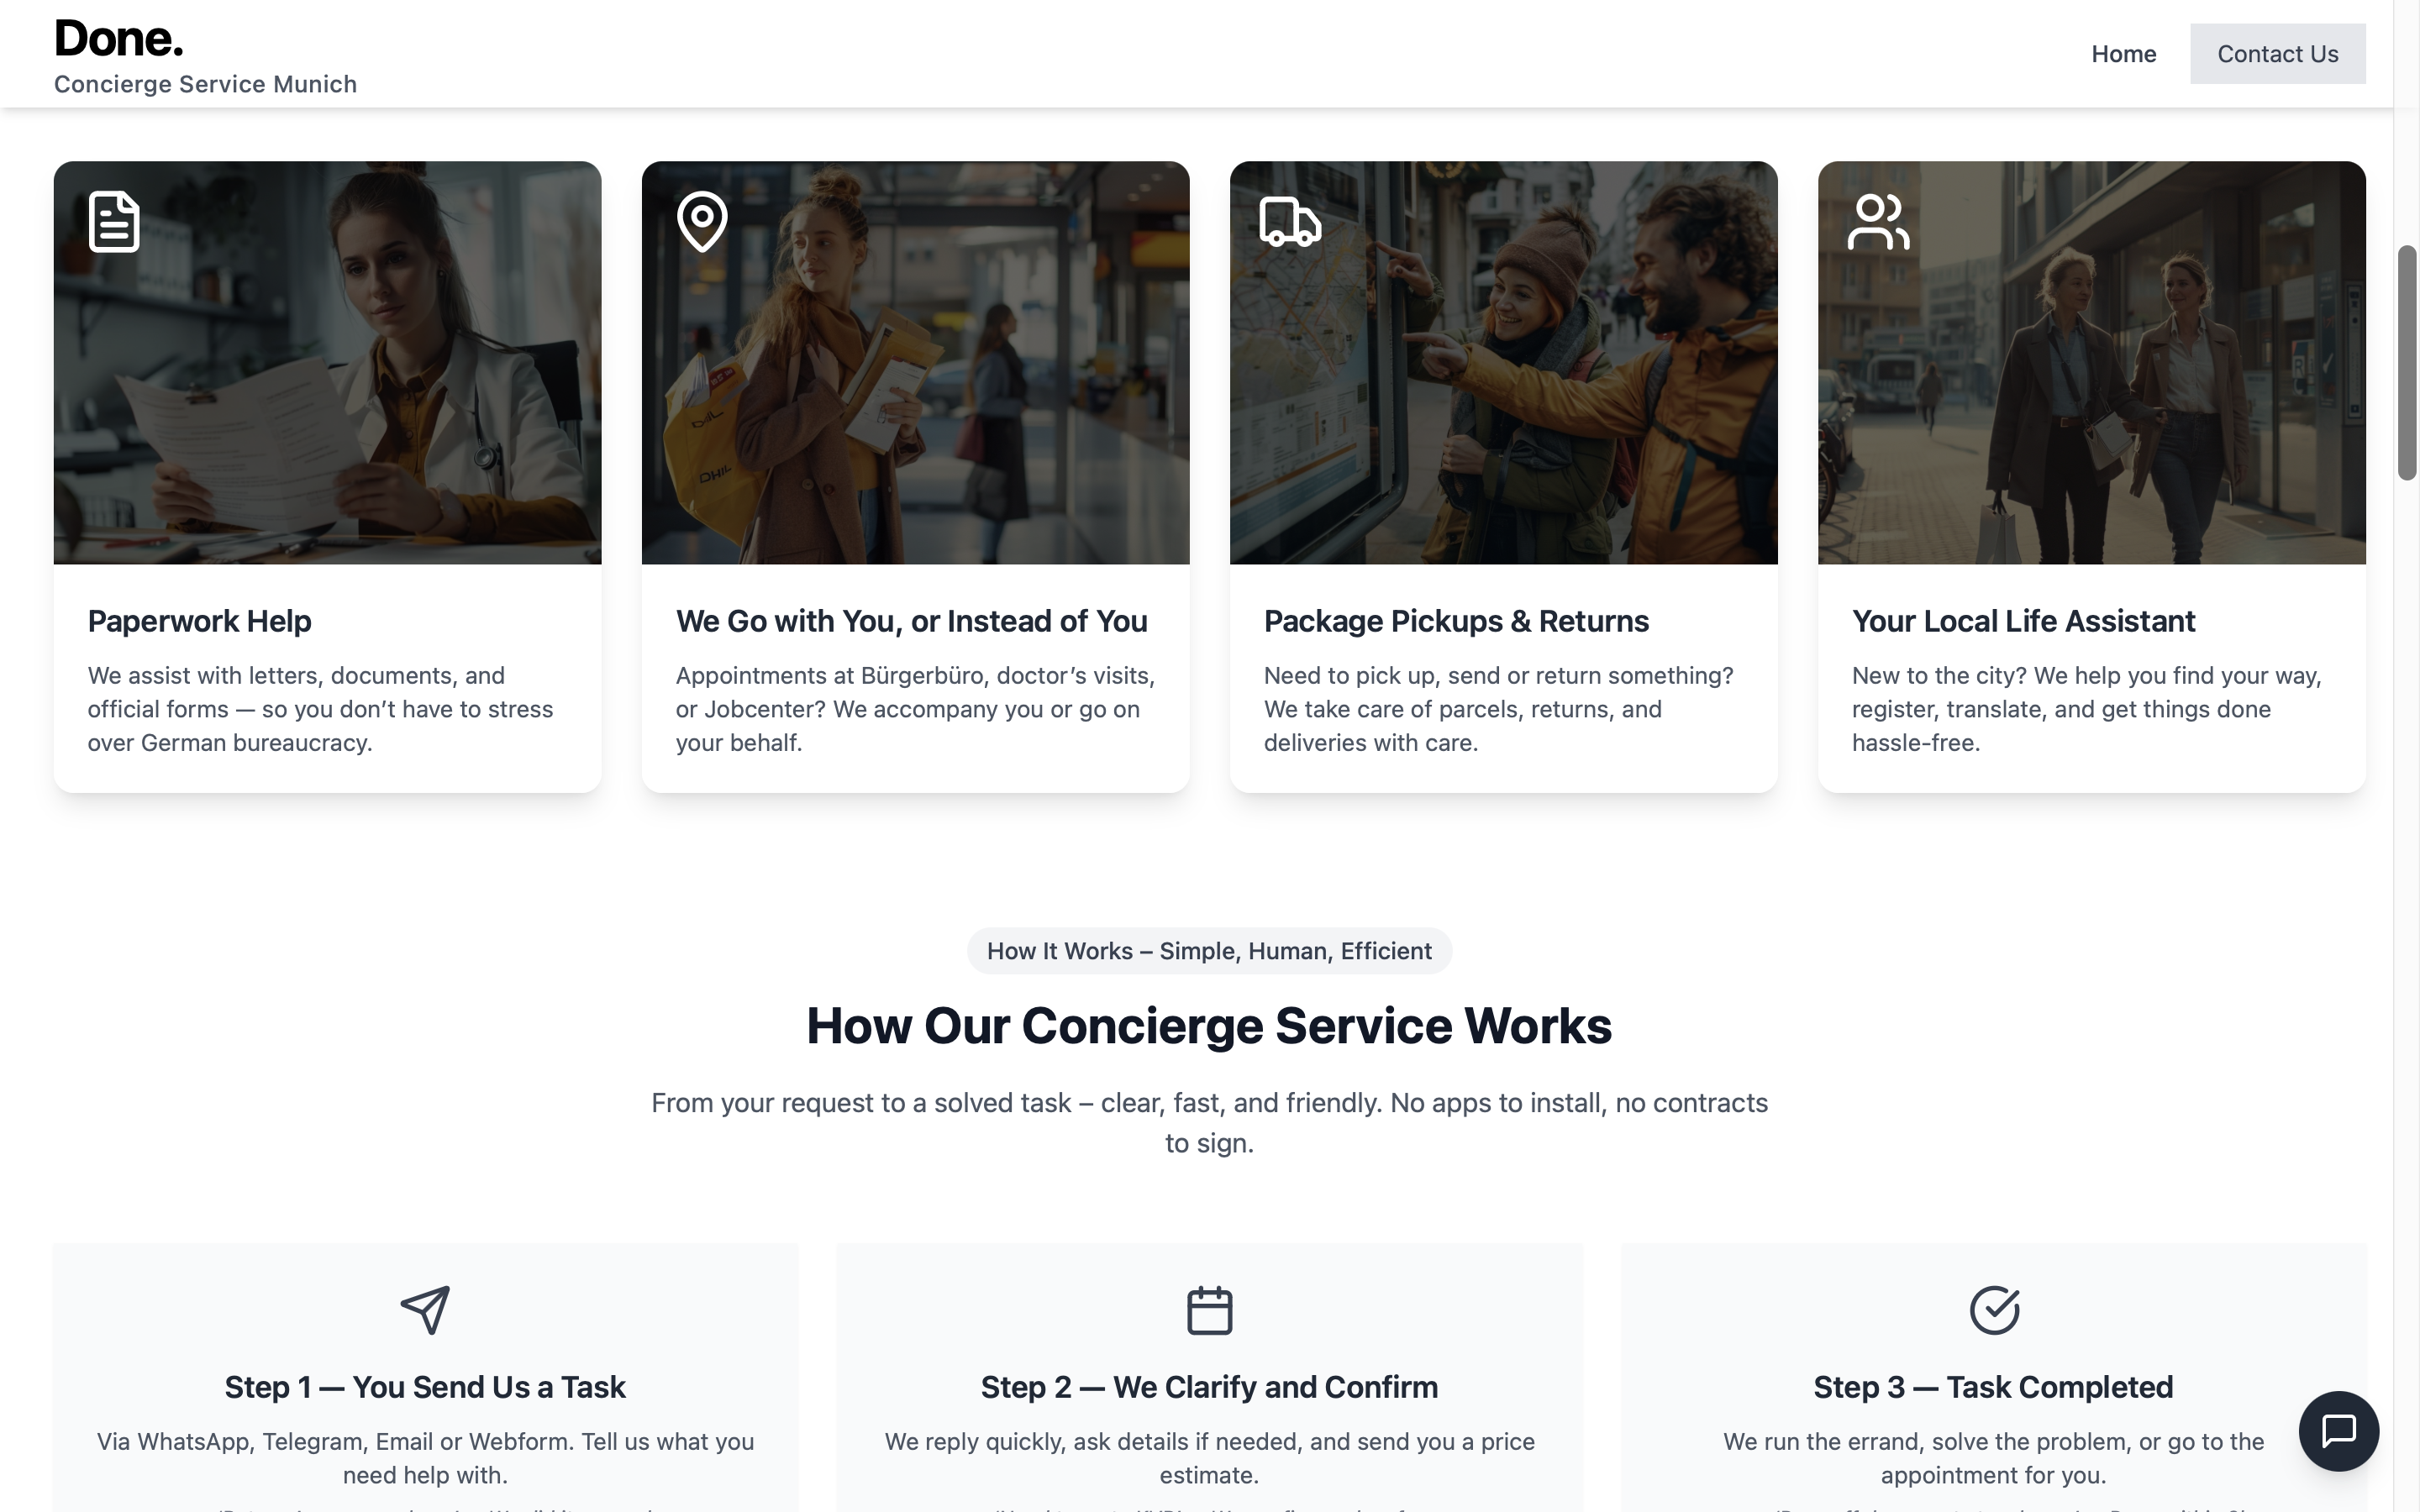 Done.
Concierge Service Munich
Home
Contact Us
Paperwork Help
We assist with letters, documents, and
official forms — so you don’t have to stress
over German bureaucracy.
We Go with You, or Instead of You
Appointments at Bürgerbüro, doctor’s visits,
or Jobcenter? We accompany you or go on
your behalf.
Package Pickups & Returns
Need to pick up, send or return something?
We take care of parcels, returns, and
deliveries with care.
Your Local Life Assistant
New to the city? We help you find your way,
register, translate, and get things done
hassle-free.
How It Works – Simple, Human, Efficient
How Our Concierge Service Works
From your request to a solved task – clear, fast, and friendly. No apps to install, no contracts
to sign.
Step 1 — You Send Us a Task
Via WhatsApp, Telegram, Email or Webform. Tell us what you
need help with.
Step 2 — We Clarify and Confirm
We reply quickly, ask details if needed, and send you a price
estimate.
Step 3 — Task Completed
We run the errand, solve the problem, or go to the
appointment for you.